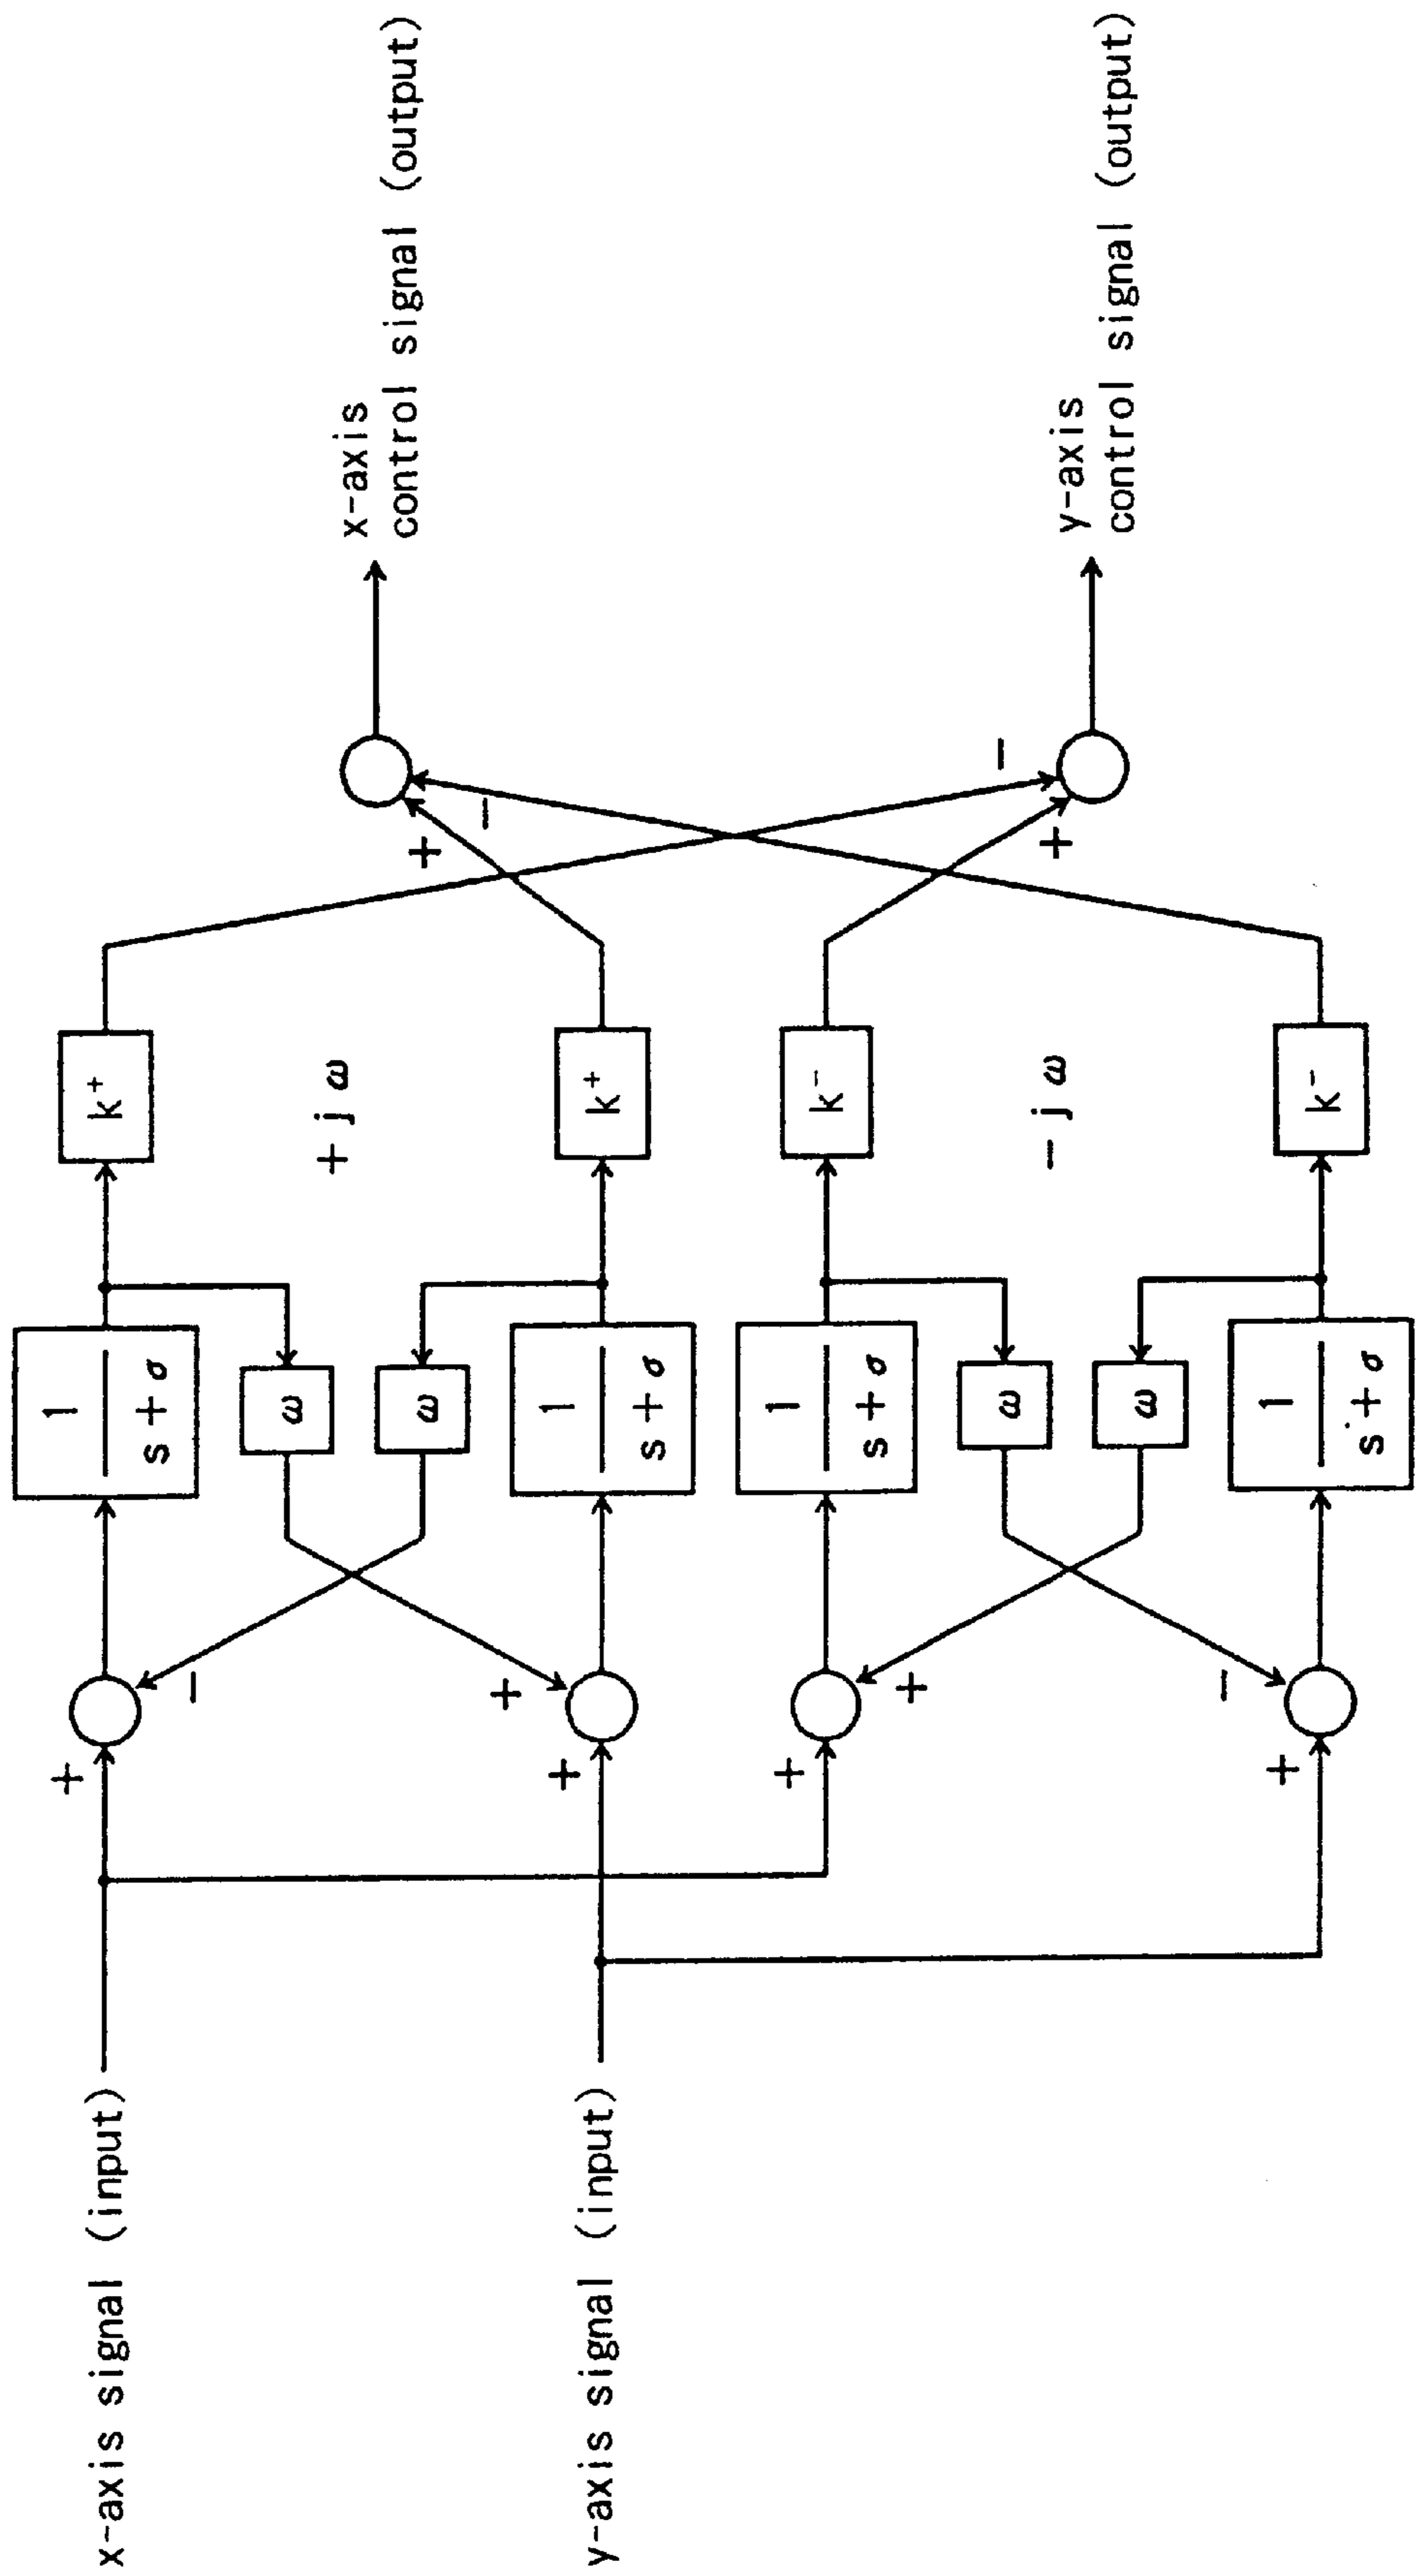 x-axis signal (input)
y-axis signal (input)
+
−
+
+
+
+
+
−
1
s+σ
ω
ω
1
s+σ
1
s+σ
ω
ω
1
s+σ
k⁺
+jω
k⁺
k⁻
−jω
k⁻
+
−
+
−
x-axis
control signal (output)
y-axis
control signal (output)